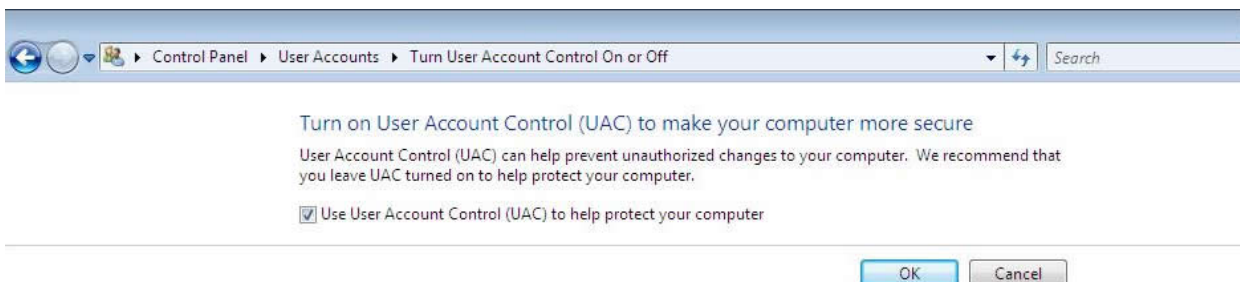 Control Panel User Accounts Turn User Account Control On or Off Search
Turn on User Account Control (UAC) to make your computer more secure
User Account Control (UAC) can help prevent unauthorized changes to your computer. We recommend that
you leave UAC turned on to help protect your computer.
Use User Account Control (UAC) to help protect your computer
OK Cancel